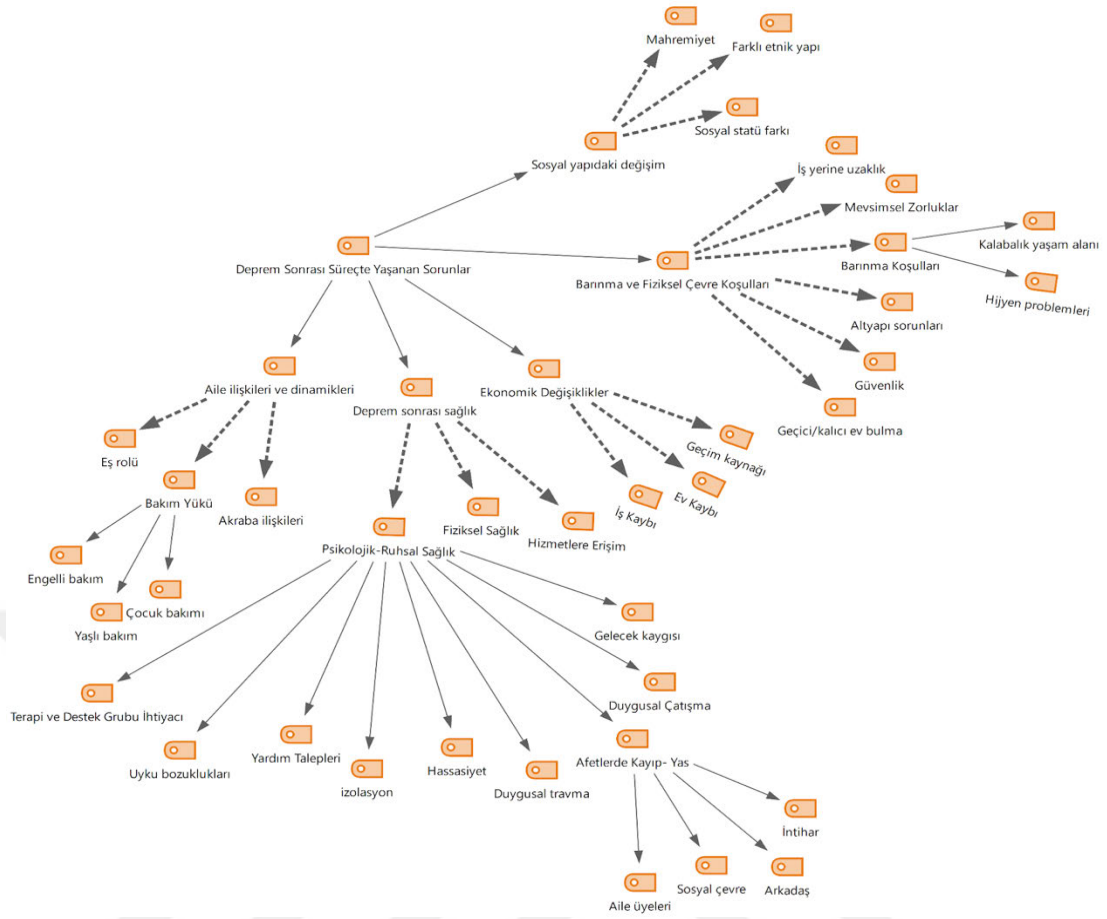 Mahremiyet
Farklı etnik yapı
Sosyal statü farkı
Sosyal yapıdaki değişim
İş yerine uzaklık
Mevsimsel Zorluklar
Kalabalık yaşam alanı
Barınma Koşulları
Deprem Sonrası Süreçte Yaşanan Sorunlar
Barınma ve Fiziksel Çevre Koşulları
Hijyen problemleri
Altyapı sorunları
Güvenlik
Aile ilişkileri ve dinamikleri
Ekonomik Değişiklikler
Deprem sonrası sağlık
Geçici/kalıcı ev bulma
Geçim kaynağı
Eş rolü
Bakım Yükü
Akraba ilişkileri
Ev Kaybı
İş Kaybı
Fiziksel Sağlık
Hizmetlere Erişim
Psikolojik-Ruhsal Sağlık
Engelli bakım
Çocuk bakımı
Yaşlı bakım
Gelecek kaygısı
Duygusal Çatışma
Terapi ve Destek Grubu İhtiyacı
Yardım Talepleri
Afetlerde Kayıp- Yas
Uyku bozuklukları
Hassasiyet
izolasyon
Duygusal travma
İntihar
Sosyal çevre
Arkadaş
Aile üyeleri